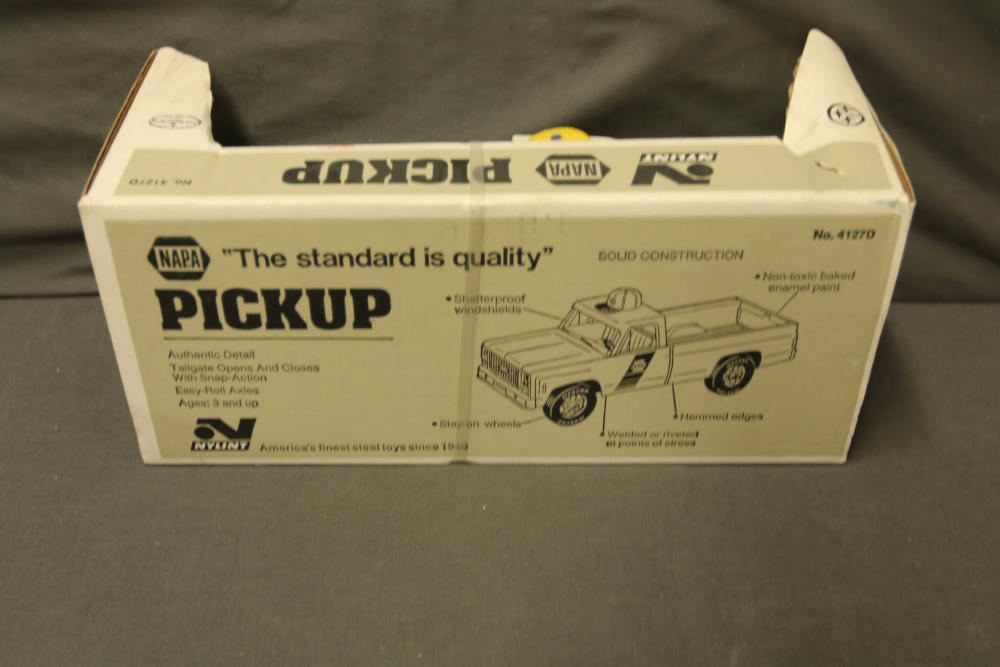 No. 4127D
PICKUP
NAPA
NYLINT
No. 4127D
NAPA
"The standard is quality"
PICKUP
SOLID CONSTRUCTION
• Shatterproof windshields
• Non-toxic baked enamel paint
Authentic Detail
Tailgate Opens And Closes
With Snap-Action
Easy-Roll Axles
Ages: 3 and up
NAPA
• Stay-on wheels
• Hemmed edges
• Welded or riveted
at points of stress
NYLINT
America's finest steel toys since